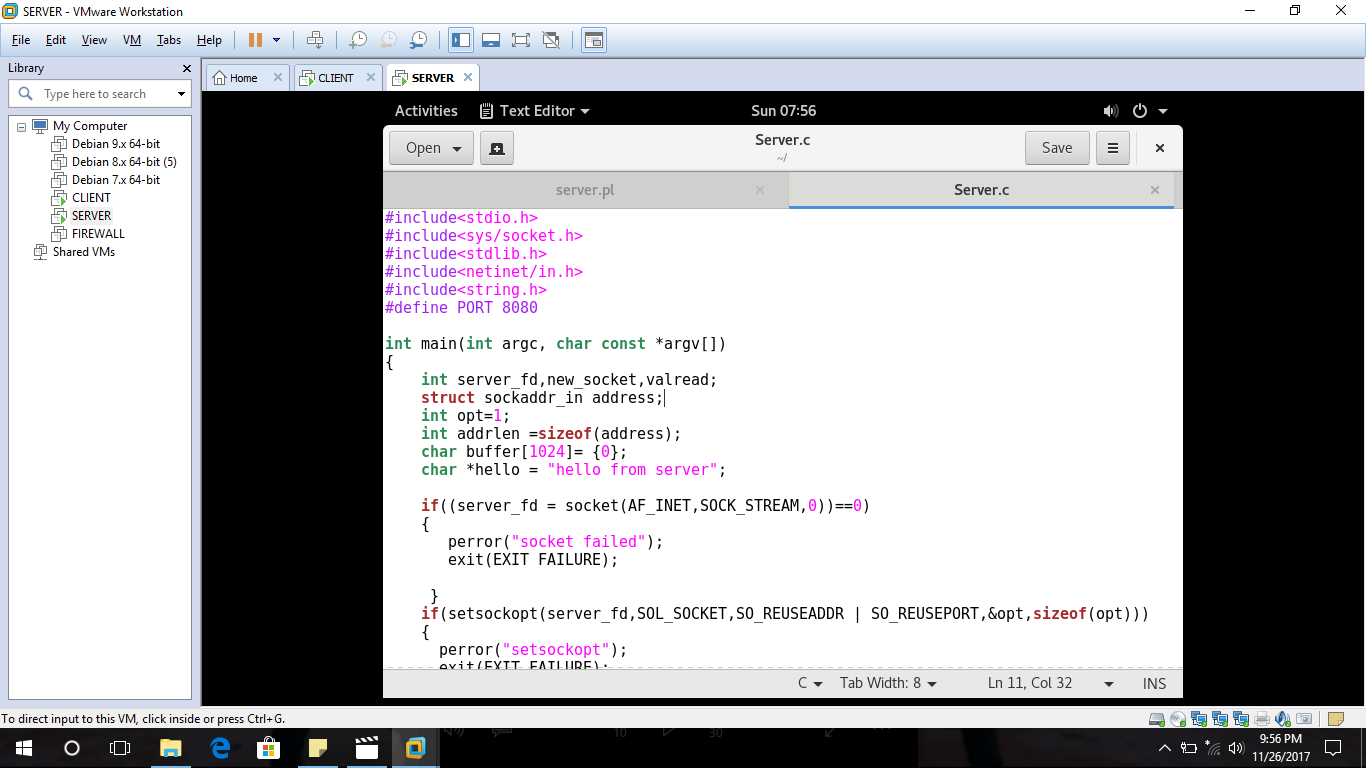 SERVER - VMware Workstation
File Edit View VM Tabs Help
Library
Type here to search
My Computer
Debian 9.x 64-bit
Debian 8.x 64-bit (5)
Debian 7.x 64-bit
CLIENT
SERVER
FIREWALL
Shared VMs
Home CLIENT SERVER
Activities Text Editor Sun 07:56
Open Server.c Save
~/
server.pl Server.c
#include<stdio.h>
#include<sys/socket.h>
#include<stdlib.h>
#include<netinet/in.h>
#include<string.h>
#define PORT 8080
int main(int argc, char const *argv[])
{
int server_fd,new_socket,valread;
struct sockaddr_in address;
int opt=1;
int addrlen =sizeof(address);
char buffer[1024]= {0};
char *hello = "hello from server";
if((server_fd = socket(AF_INET,SOCK_STREAM,0))==0)
{
perror("socket failed");
exit(EXIT FAILURE);
}
if(setsockopt(server_fd,SOL_SOCKET,SO_REUSEADDR | SO_REUSEPORT,&opt,sizeof(opt)))
{
perror("setsockopt");
exit(EXIT FAILURE);
C Tab Width: 8 Ln 11, Col 32 INS
To direct input to this VM, click inside or press Ctrl+G.
10 30
9:56 PM
11/26/2017